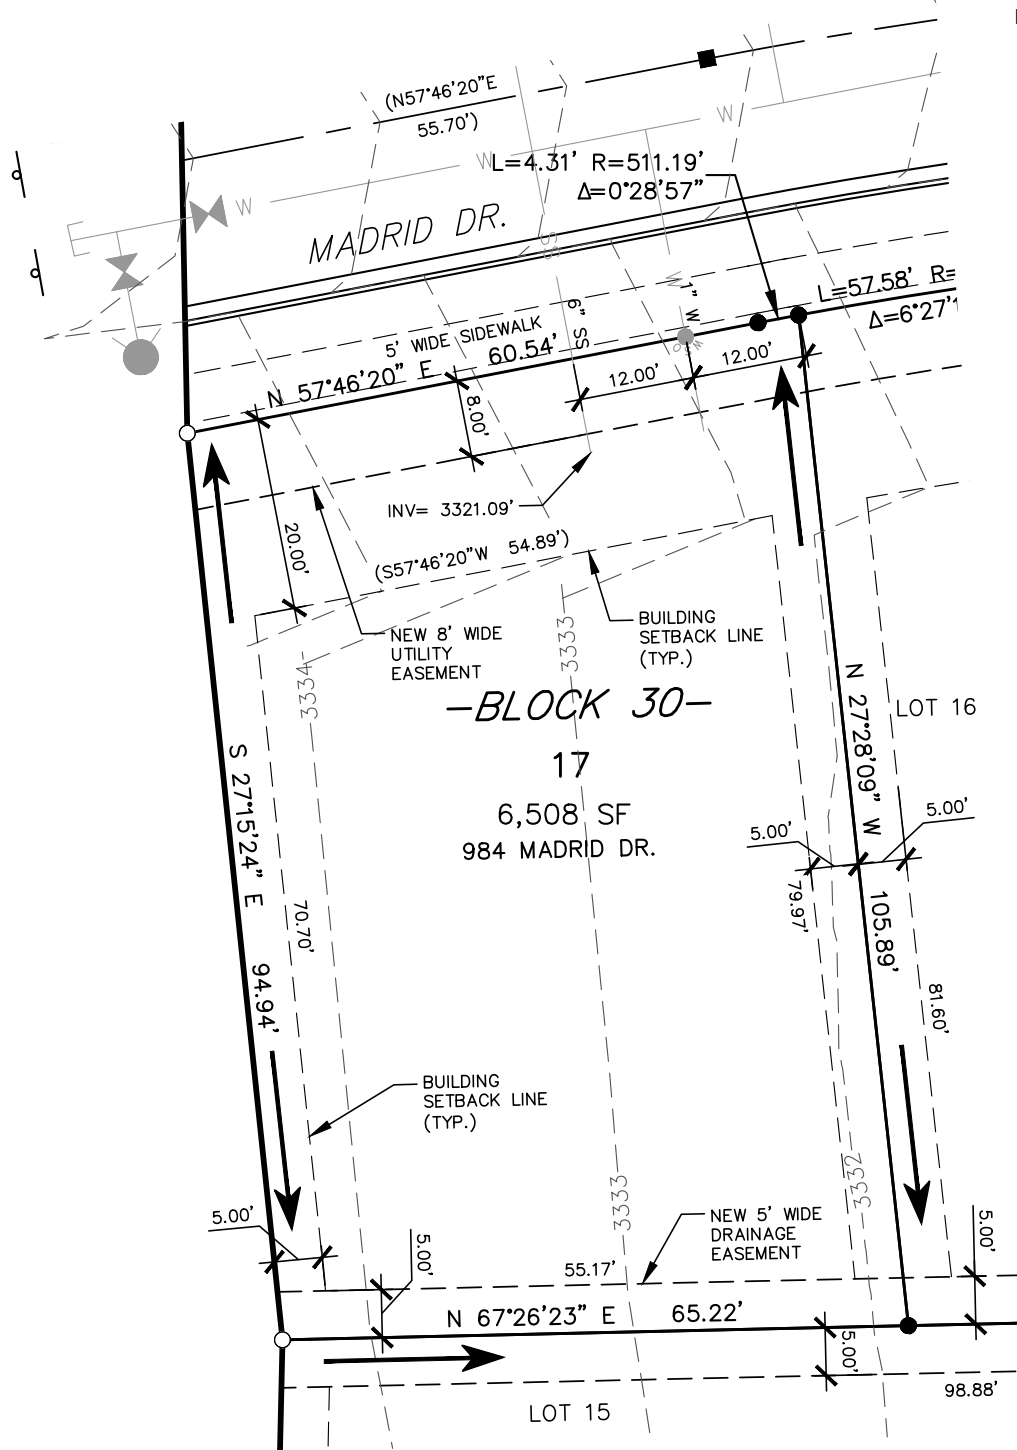 (N57°46'20"E
55.70')
W
W
W
L=4.31' R=511.19'
Δ=0°28'57"
MADRID DR.
SS
W
1" W
L=57.58' R=
Δ=6°27'1
6" SS
5' WIDE SIDEWALK
N 57°46'20" E 60.54'
12.00'
12.00'
8.00'
INV= 3321.09'
20.00'
(S57°46'20"W 54.89')
NEW 8' WIDE
UTILITY
EASEMENT
BUILDING
SETBACK LINE
(TYP.)
3333
3334
-BLOCK 30-
17
6,508 SF
984 MADRID DR.
LOT 16
N 27°28'09" W 105.89'
S 27°15'24" E 94.94'
5.00'
5.00'
70.70'
79.97'
81.60'
BUILDING
SETBACK LINE
(TYP.)
3333
3332
NEW 5' WIDE
DRAINAGE
EASEMENT
5.00'
5.00'
5.00'
55.17'
N 67°26'23" E 65.22'
5.00'
98.88'
LOT 15